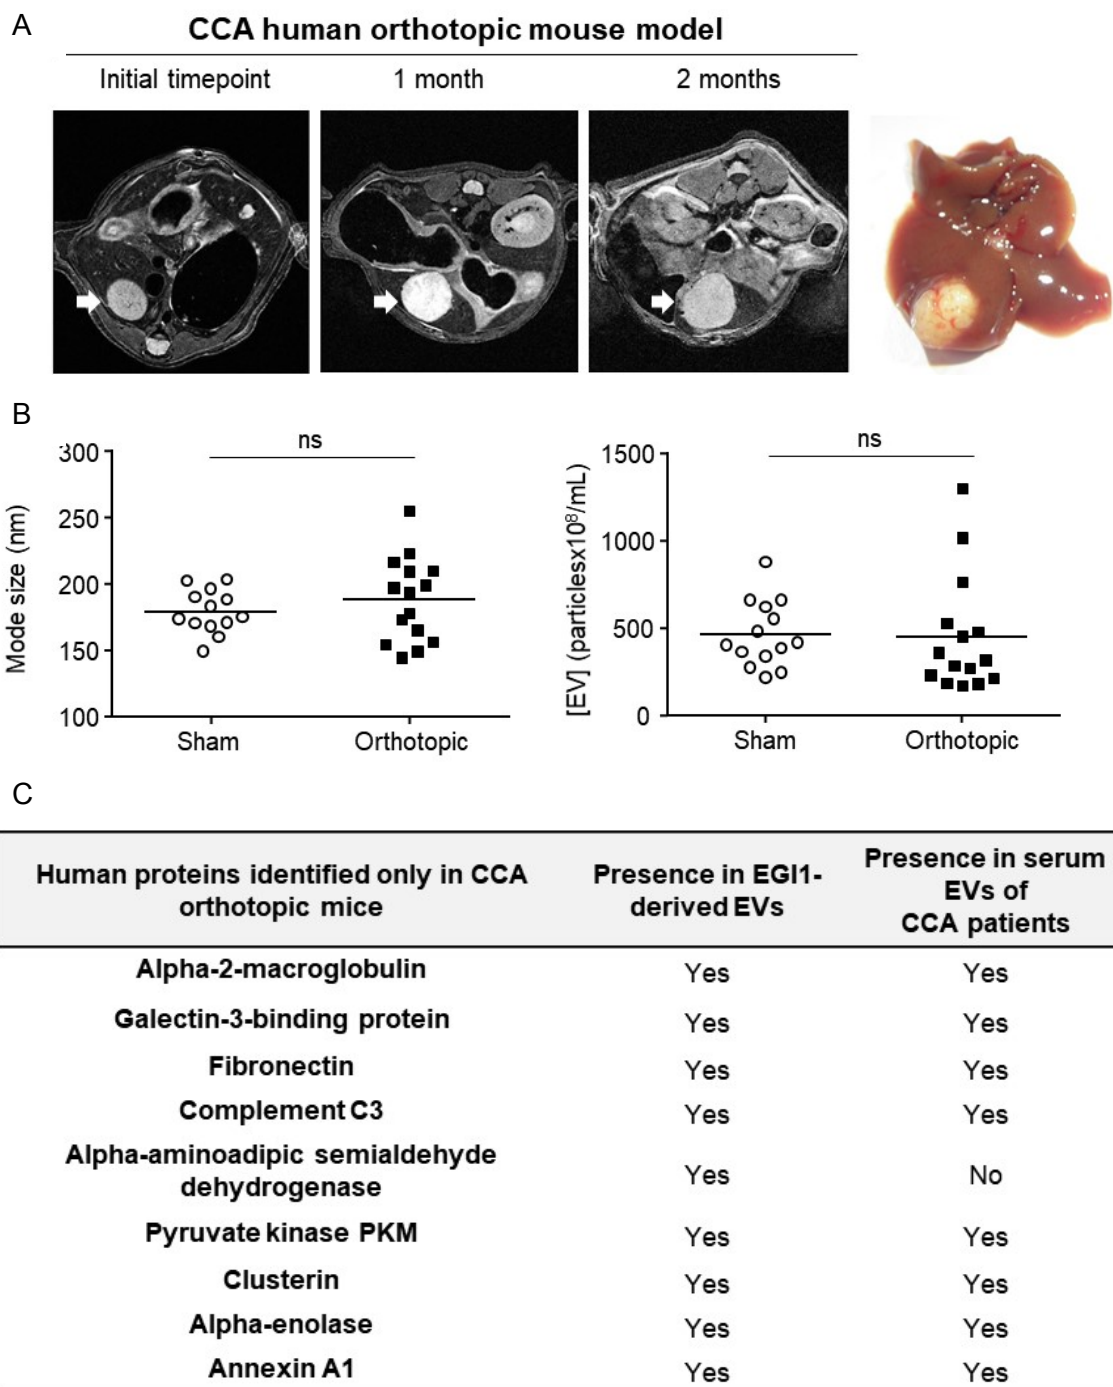 A
CCA human orthotopic mouse model
Initial timepoint 1 month 2 months
B
ns
300
250
200
150
100
Mode size (nm)
Sham Orthotopic
ns
1500
1000
500
0
[EV] (particlesx10⁸/mL)
Sham Orthotopic
C
Human proteins identified only in CCA
orthotopic mice
Presence in EGI1-
derived EVs
Presence in serum
EVs of
CCA patients
Alpha-2-macroglobulin Yes Yes
Galectin-3-binding protein Yes Yes
Fibronectin Yes Yes
Complement C3 Yes Yes
Alpha-aminoadipic semialdehyde
dehydrogenase Yes No
Pyruvate kinase PKM Yes Yes
Clusterin Yes Yes
Alpha-enolase Yes Yes
Annexin A1 Yes Yes